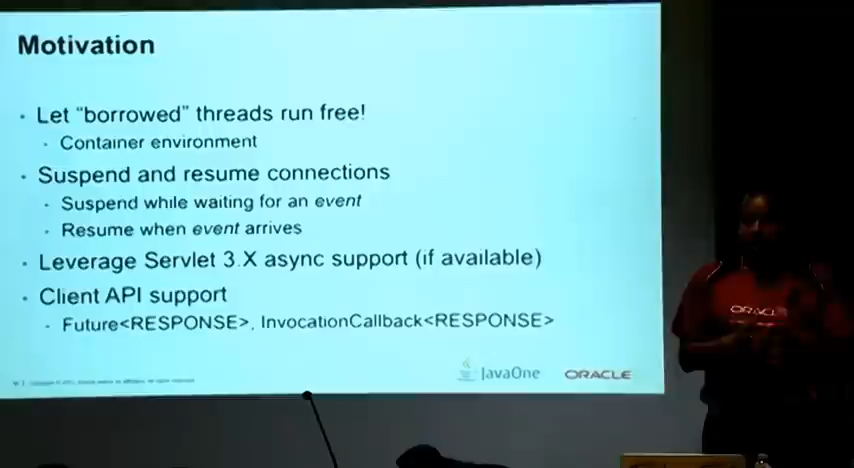 Motivation
· Let “borrowed” threads run free!
· Container environment
· Suspend and resume connections
· Suspend while waiting for an event
· Resume when event arrives
· Leverage Servlet 3.X async support (if available)
· Client API support
· Future<RESPONSE>, InvocationCallback<RESPONSE>
JavaOne
ORACLE
ORACLE